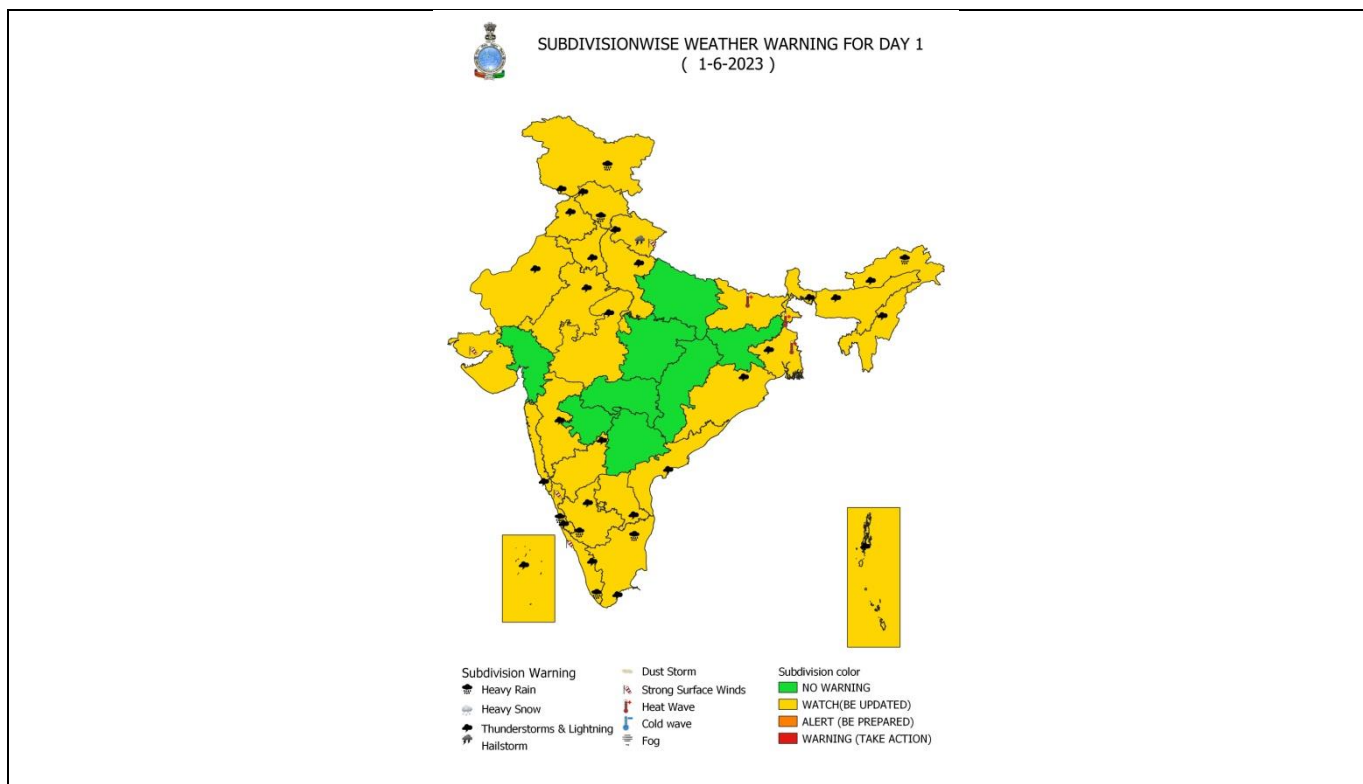 SUBDIVISIONWISE WEATHER WARNING FOR DAY 1
( 1-6-2023 )
Subdivision Warning
Heavy Rain
Heavy Snow
Thunderstorms & Lightning
Hailstorm
Dust Storm
Strong Surface Winds
Heat Wave
Cold wave
Fog
Subdivision color
NO WARNING
WATCH(BE UPDATED)
ALERT (BE PREPARED)
WARNING (TAKE ACTION)